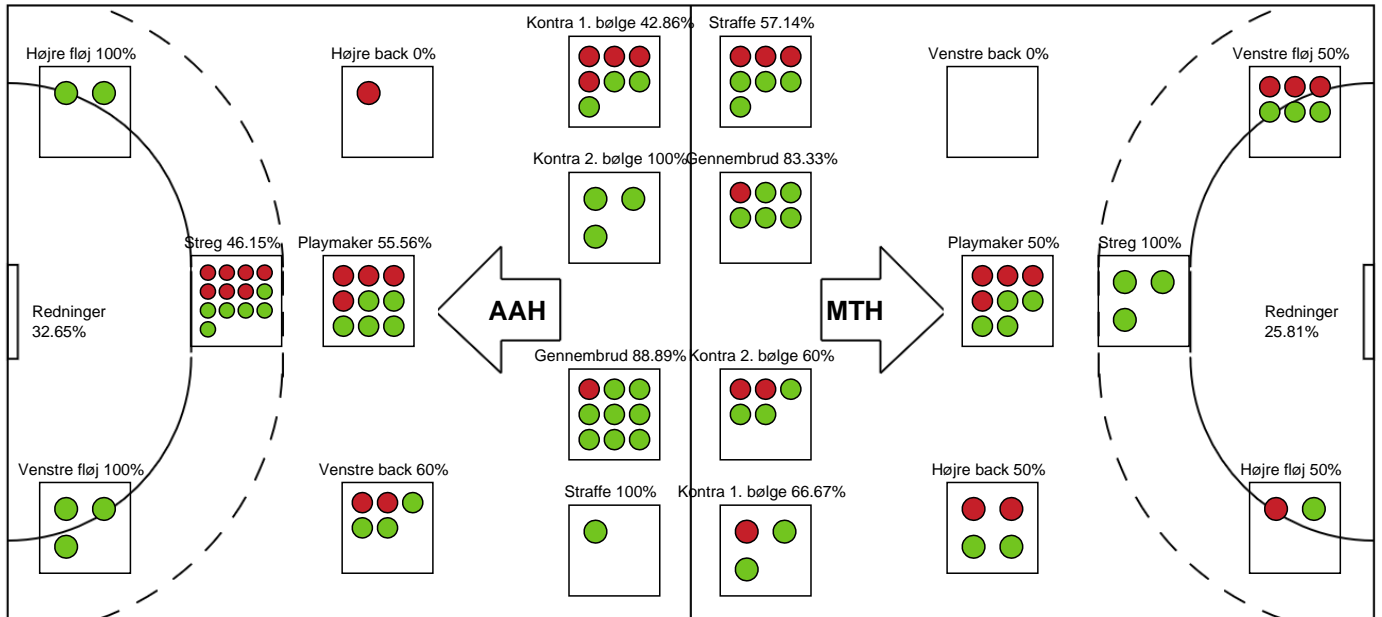 Kontra 1. bølge 42.86%
Straffe 57.14%
Højre fløj 100%
Højre back 0%
Venstre back 0%
Venstre fløj 50%
Kontra 2. bølge 100%
Gennembrud 83.33%
Streg 46.15%
Playmaker 55.56%
Playmaker 50%
Streg 100%
Redninger
32.65%
AAH
MTH
Redninger
25.81%
Gennembrud 88.89%
Kontra 2. bølge 60%
Venstre fløj 100%
Venstre back 60%
Højre back 50%
Højre fløj 50%
Straffe 100%
Kontra 1. bølge 66.67%